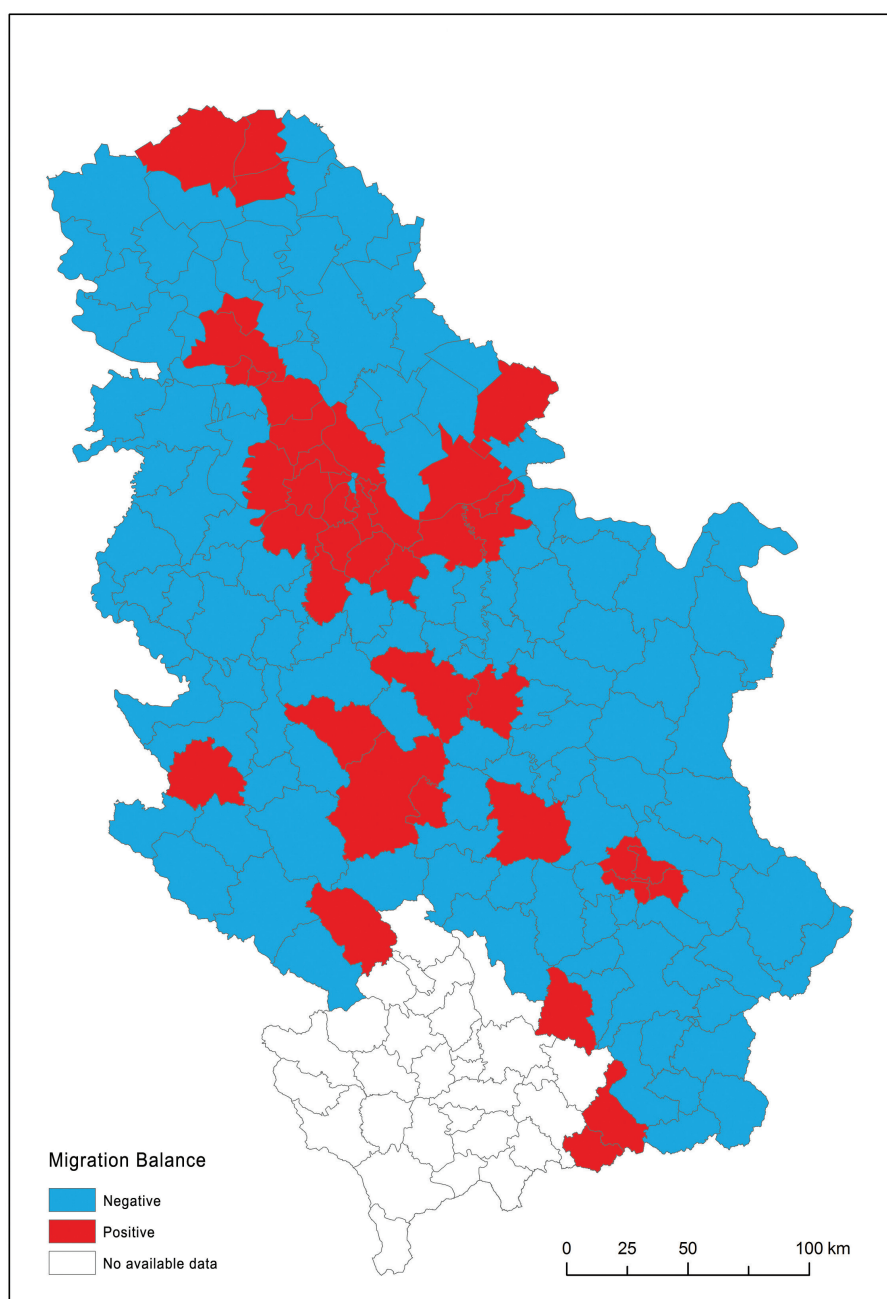 Migration Balance
Negative
Positive
No available data
0 25 50 100 km